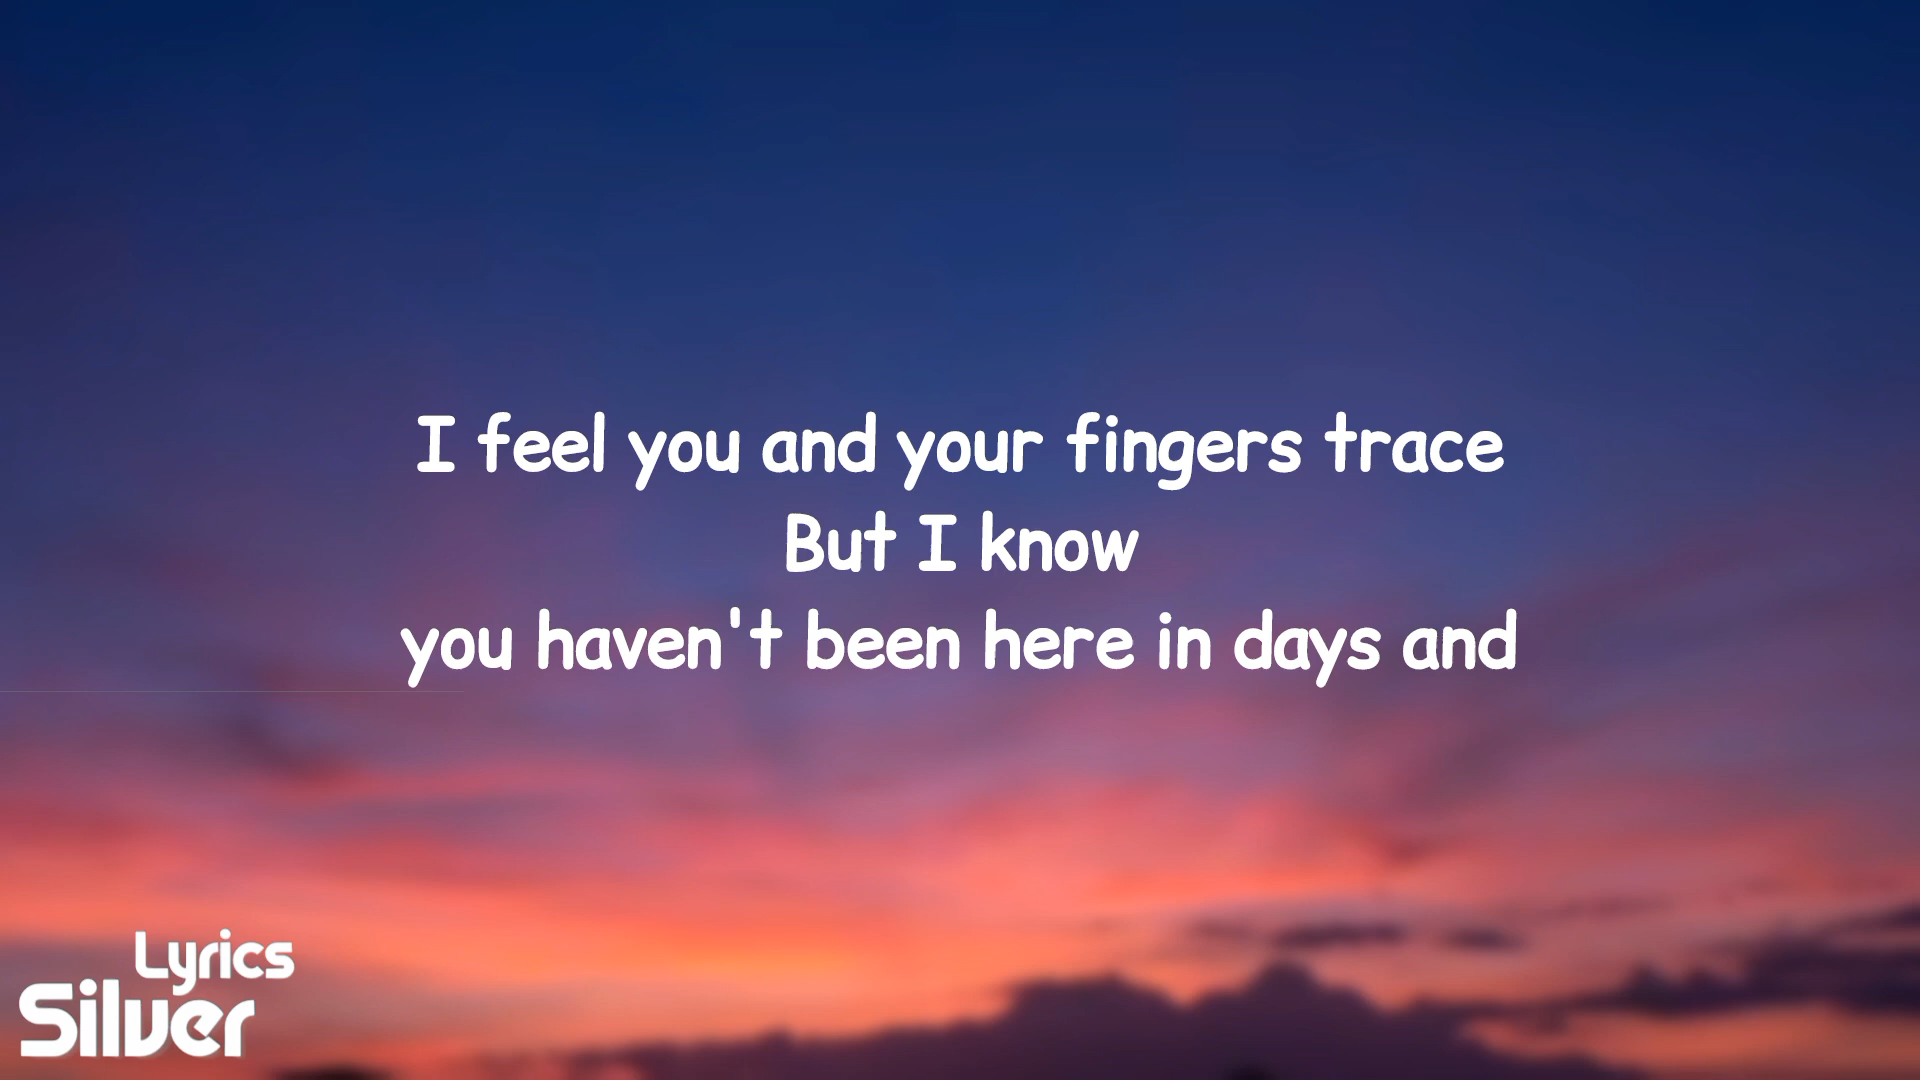 I feel you and your fingers trace
But I know
you haven't been here in days and
Lyrics
Silver